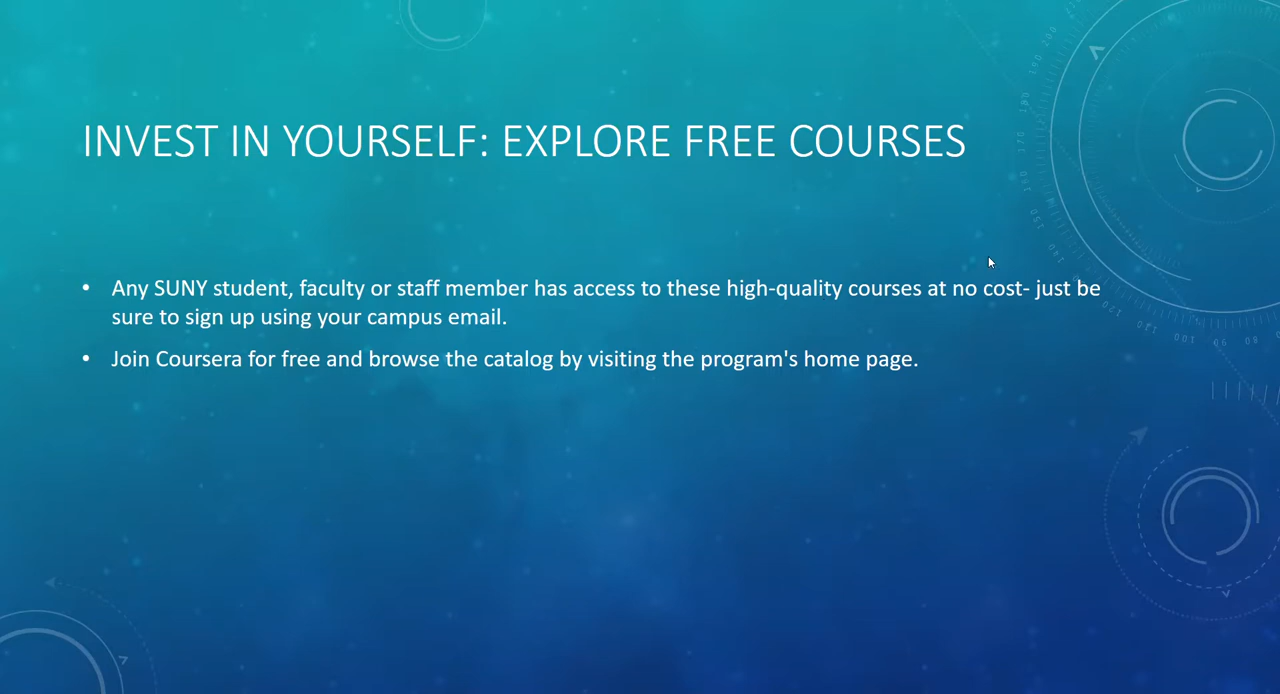 INVEST IN YOURSELF: EXPLORE FREE COURSES
• Any SUNY student, faculty or staff member has access to these high-quality courses at no cost- just be
sure to sign up using your campus email.
• Join Coursera for free and browse the catalog by visiting the program's home page.